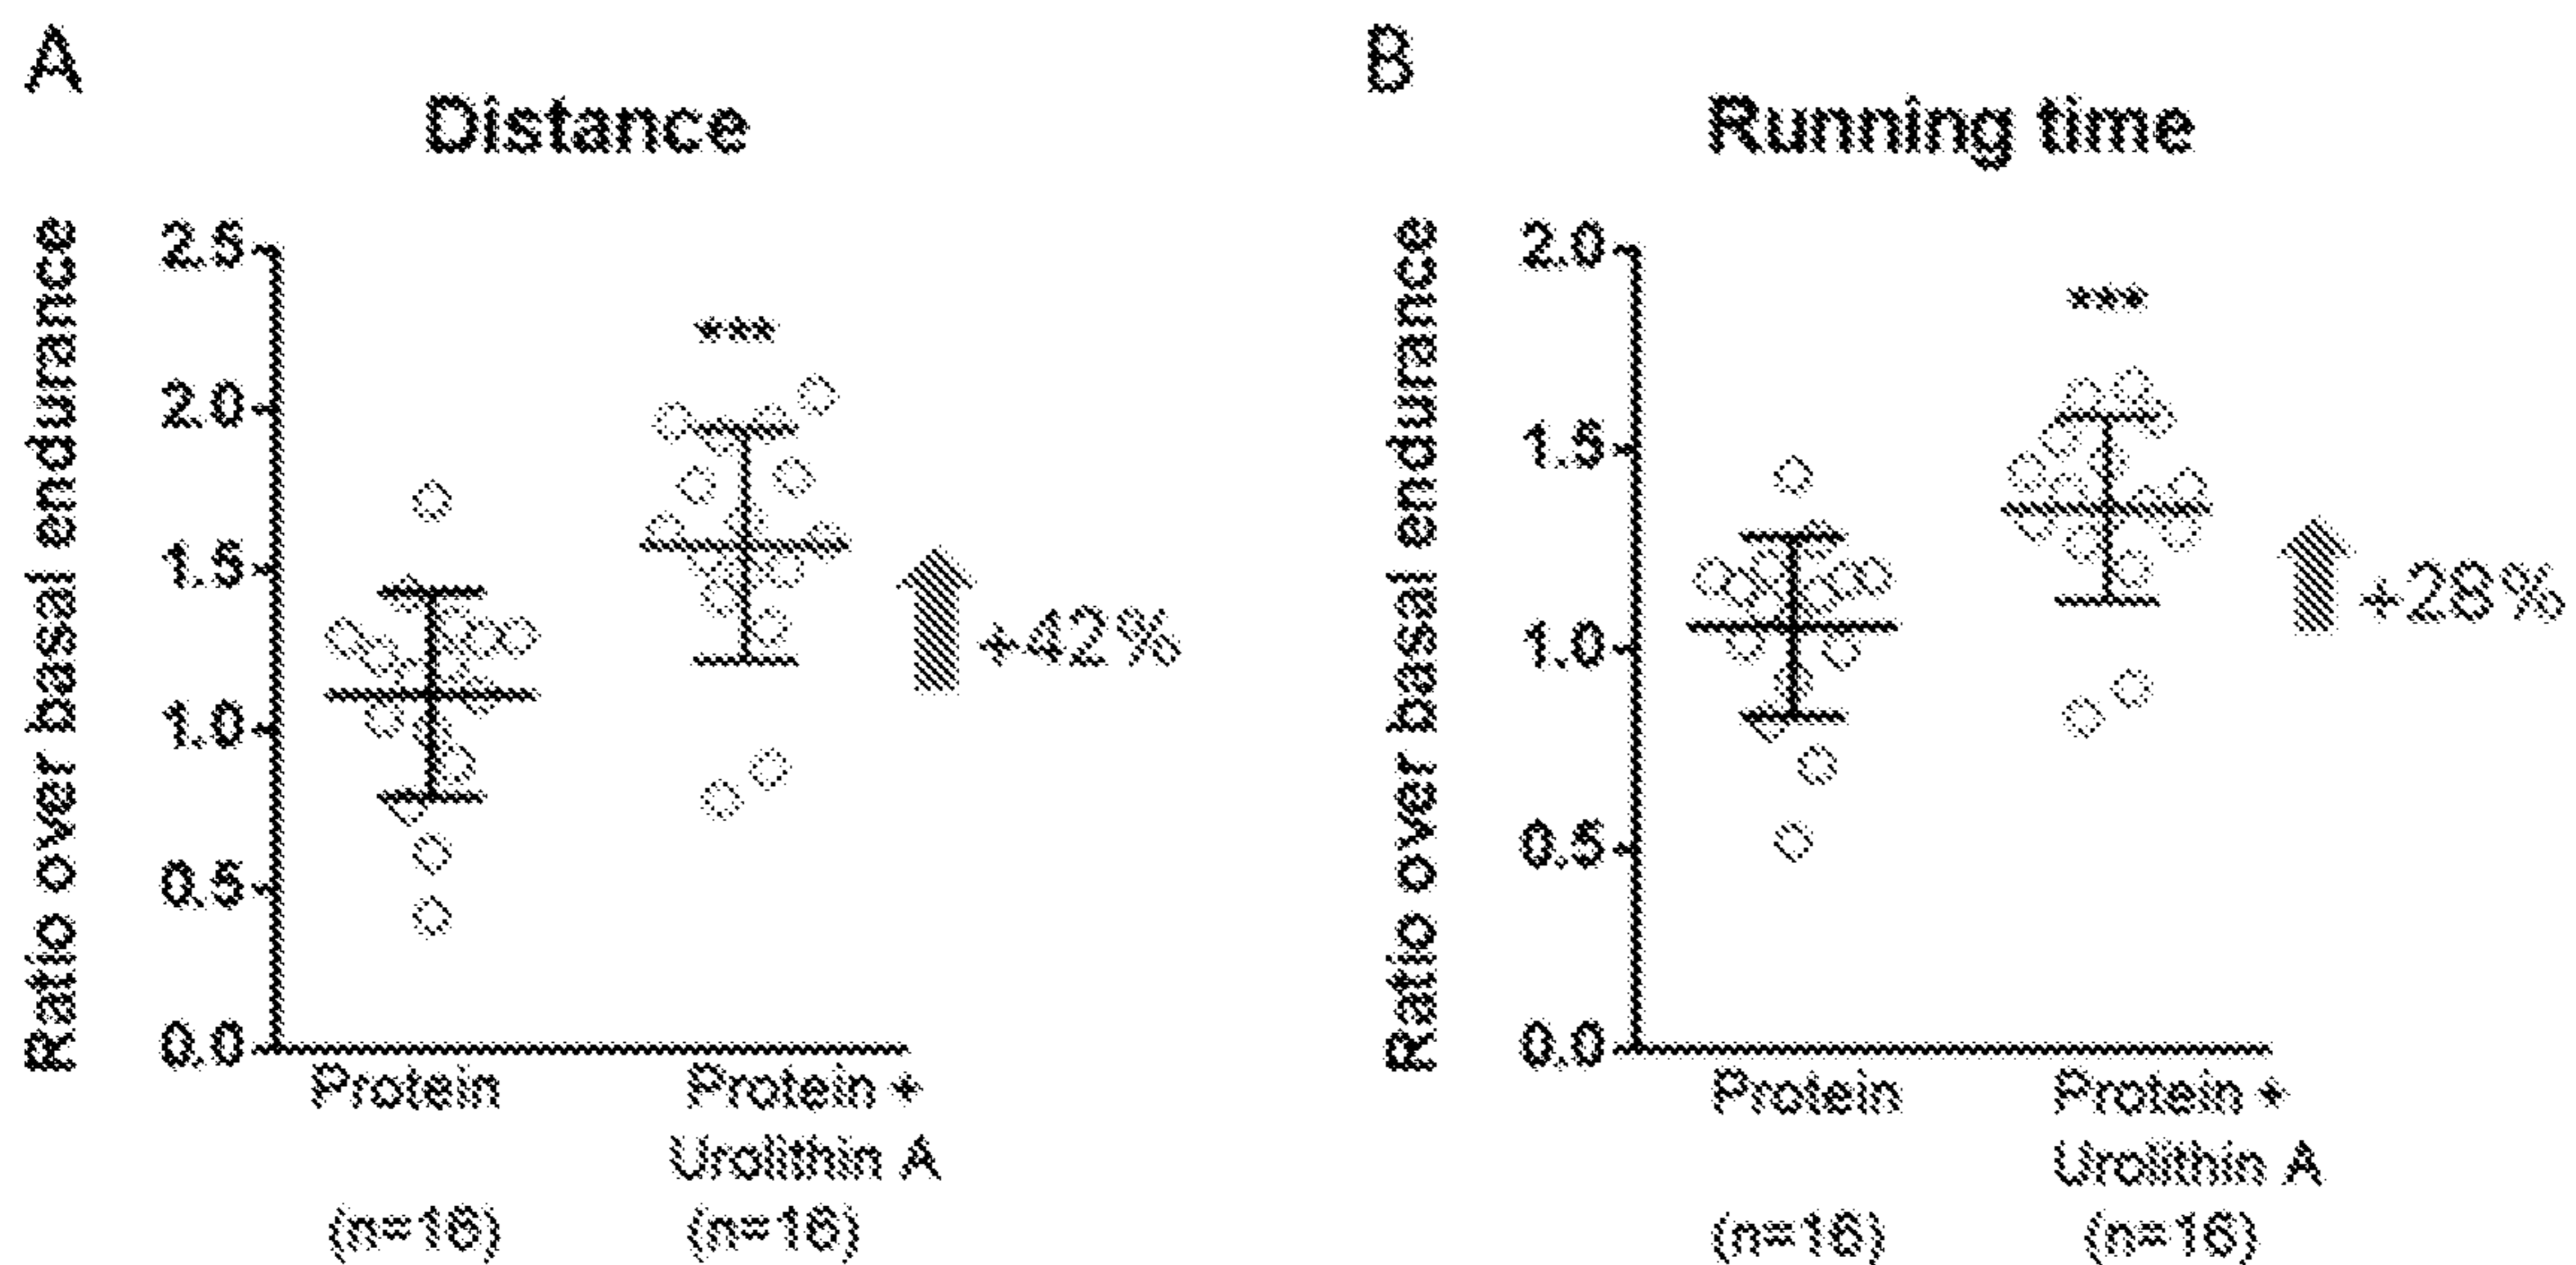 A
Distance
Ratio over basal endurance
2.5
2.0
1.5
1.0
0.5
0.0
***
+42%
Protein
Protein +
Urolithin A
(n=16)
(n=16)
B
Running time
Ratio over basal endurance
2.0
1.5
1.0
0.5
0.0
***
+28%
Protein
Protein +
Urolithin A
(n=16)
(n=16)